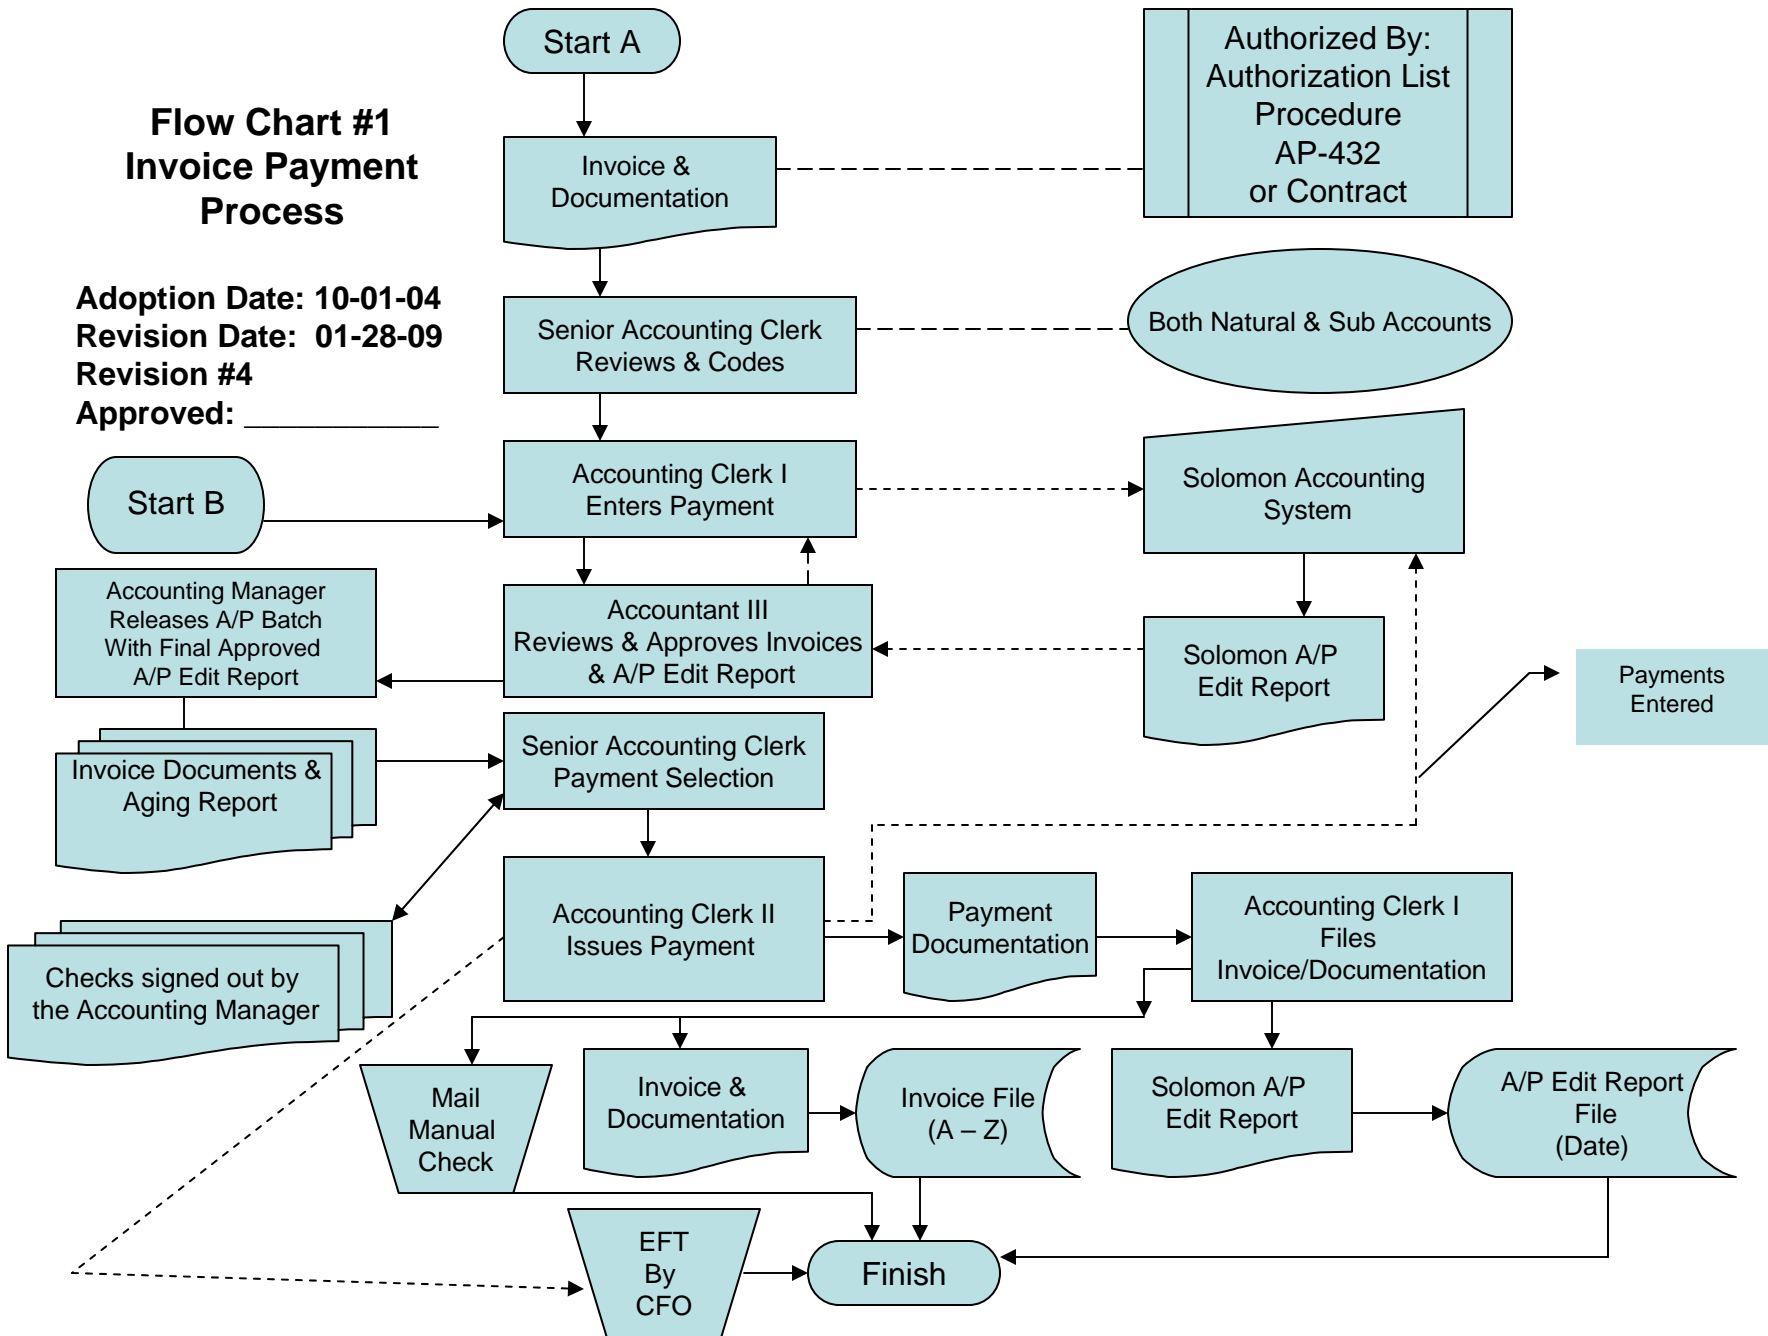 Start A
Authorized By:
Authorization List
Procedure
AP-432
or Contract
Flow Chart #1
Invoice Payment
Process
Invoice &
Documentation
Adoption Date: 10-01-04
Revision Date:  01-28-09
Revision #4
Approved: ___________
Senior Accounting Clerk
Reviews & Codes
Both Natural & Sub Accounts
Start B
Accounting Clerk I
Enters Payment
Solomon Accounting
System
Accounting Manager
Releases A/P Batch
With Final Approved
A/P Edit Report
Accountant III
Reviews & Approves Invoices
& A/P Edit Report
Solomon A/P
Edit Report
Payments
Entered
Invoice Documents &
Aging Report
Senior Accounting Clerk
Payment Selection
Accounting Clerk II
Issues Payment
Payment
Documentation
Accounting Clerk I
Files
Invoice/Documentation
Checks signed out by
the Accounting Manager
Mail
Manual
Check
Invoice &
Documentation
Invoice File
(A – Z)
Solomon A/P
Edit Report
A/P Edit Report
File
(Date)
EFT
By
CFO
Finish